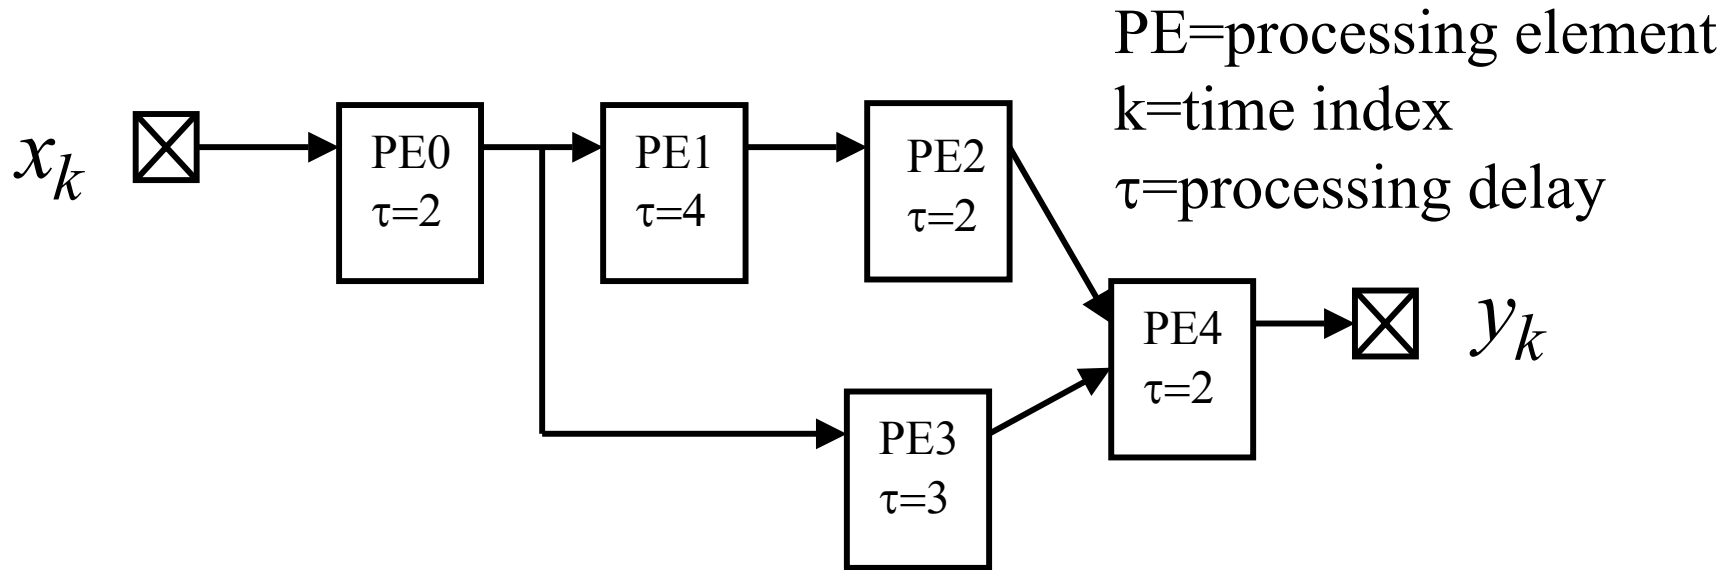 PE=processing element
k=time index
τ=processing delay
x_k
PE0
τ=2
PE1
τ=4
PE2
τ=2
PE4
τ=2
y_k
PE3
τ=3